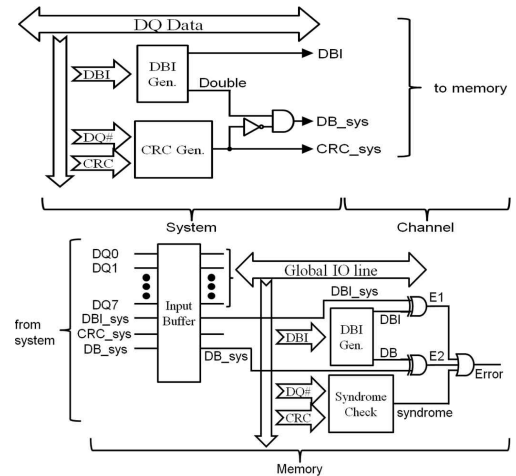 DQ Data
DBI
DBI
Gen.
DBI
Double
to memory
DQ#
CRC
CRC Gen.
DB_sys
CRC_sys
System
Channel
DQ0
DQ1
DQ7
DBI_sys
CRC_sys
DB_sys
from
system
Input
Buffer
DB_sys
Global IO line
DBI_sys
E1
DBI
DBI
Gen.
DBI
DB
E2
Error
DQ#
CRC
Syndrome
Check
syndrome
Memory